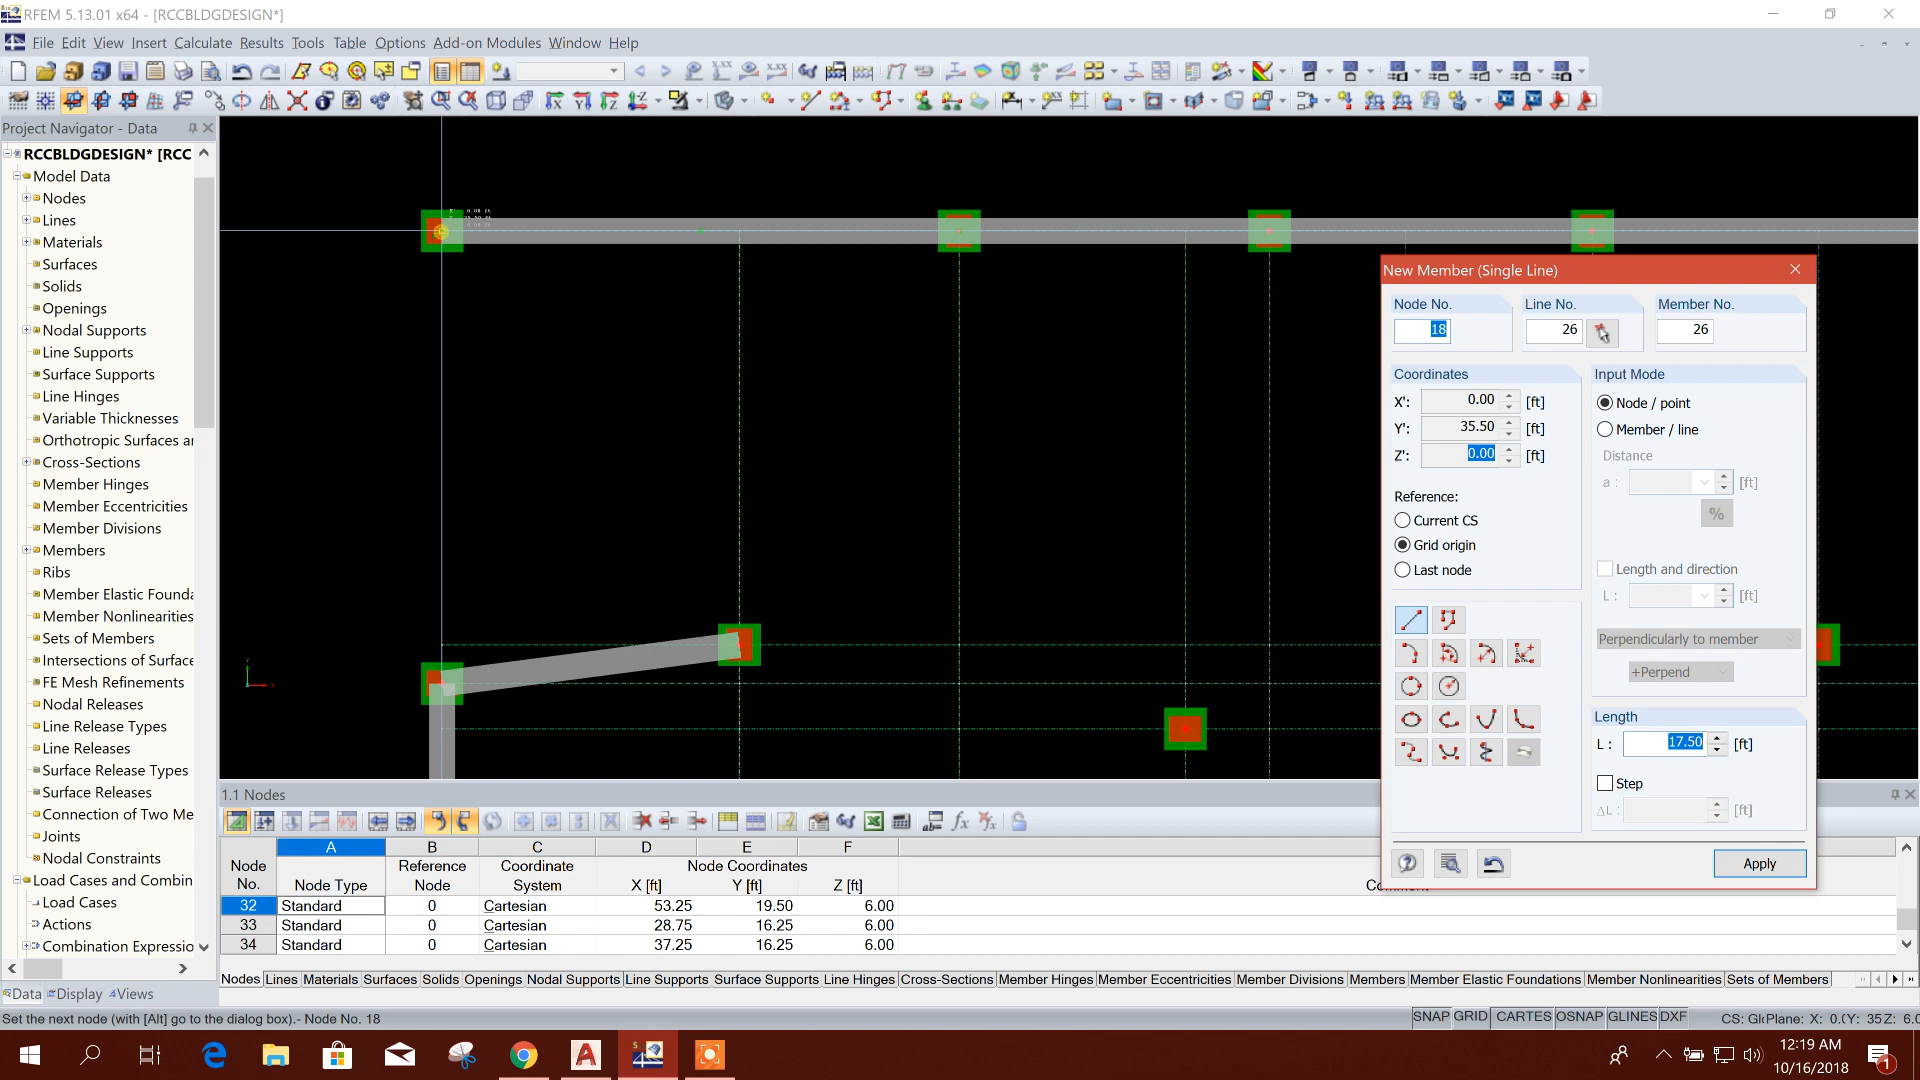 RFEM 5.13.01 x64 - [RCCBLDGDESIGN*]
File Edit View Insert Calculate Results Tools Table Options Add-on Modules Window Help
Project Navigator - Data
RCCBLDGDESIGN* [RCC
Model Data
Nodes
Lines
Materials
Surfaces
Solids
Openings
Nodal Supports
Line Supports
Surface Supports
Line Hinges
Variable Thicknesses
Orthotropic Surfaces ar
Cross-Sections
Member Hinges
Member Eccentricities
Member Divisions
Members
Ribs
Member Elastic Founda
Member Nonlinearities
Sets of Members
Intersections of Surface
FE Mesh Refinements
Nodal Releases
Line Release Types
Line Releases
Surface Release Types
Surface Releases
Connection of Two Me
Joints
Nodal Constraints
Load Cases and Combin
Load Cases
Actions
Combination Expressio
Data Display Views
New Member (Single Line)
Node No. Line No. Member No.
18 26 26
Coordinates Input Mode
X': 0.00 [ft] Node / point
Y': 35.50 [ft] Member / line
Z': 0.00 [ft] Distance
a : [ft]
%
Reference:
Current CS
Grid origin
Last node
Length and direction
L : [ft]
Perpendicularly to member
+Perpend
Length
L : 17.50 [ft]
Step
ΔL : [ft]
Apply
1.1 Nodes
A B C D E F
Node No. Node Type Reference Node Coordinate System Node Coordinates X [ft] Y [ft] Z [ft]
32 Standard 0 Cartesian 53.25 19.50 6.00
33 Standard 0 Cartesian 28.75 16.25 6.00
34 Standard 0 Cartesian 37.25 16.25 6.00
Nodes Lines Materials Surfaces Solids Openings Nodal Supports Line Supports Surface Supports Line Hinges Cross-Sections Member Hinges Member Eccentricities Member Divisions Members Member Elastic Foundations Member Nonlinearities Sets of Members
Set the next node (with [Alt] go to the dialog box).- Node No. 18
SNAP GRID CARTES OSNAP GLINES DXF
12:19 AM
10/16/2018
1